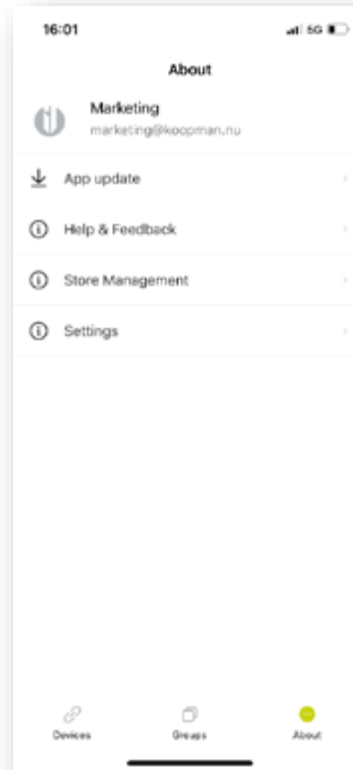 16:01
5G
About
Marketing
marketing@koopman.nu
App update
Help & Feedback
Store Management
Settings
Devices
Groups
About